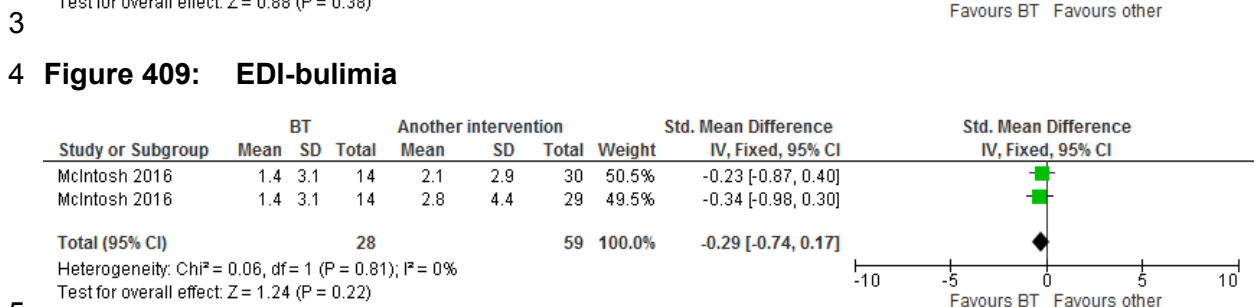 Test for overall effect: Z = 0.88 (P = 0.38)
3 Favours BT Favours other
4 Figure 409: EDI-bulimia
BT Another intervention Std. Mean Difference Std. Mean Difference
Study or Subgroup Mean SD Total Mean SD Total Weight IV, Fixed, 95% CI IV, Fixed, 95% CI
McIntosh 2016 1.4 3.1 14 2.1 2.9 30 50.5% -0.23 [-0.87, 0.40]
McIntosh 2016 1.4 3.1 14 2.8 4.4 29 49.5% -0.34 [-0.98, 0.30]
Total (95% CI) 28 59 100.0% -0.29 [-0.74, 0.17]
Heterogeneity: Chi² = 0.06, df = 1 (P = 0.81); I² = 0%
-10 -5 0 5 10
Test for overall effect: Z = 1.24 (P = 0.22)
Favours BT Favours other